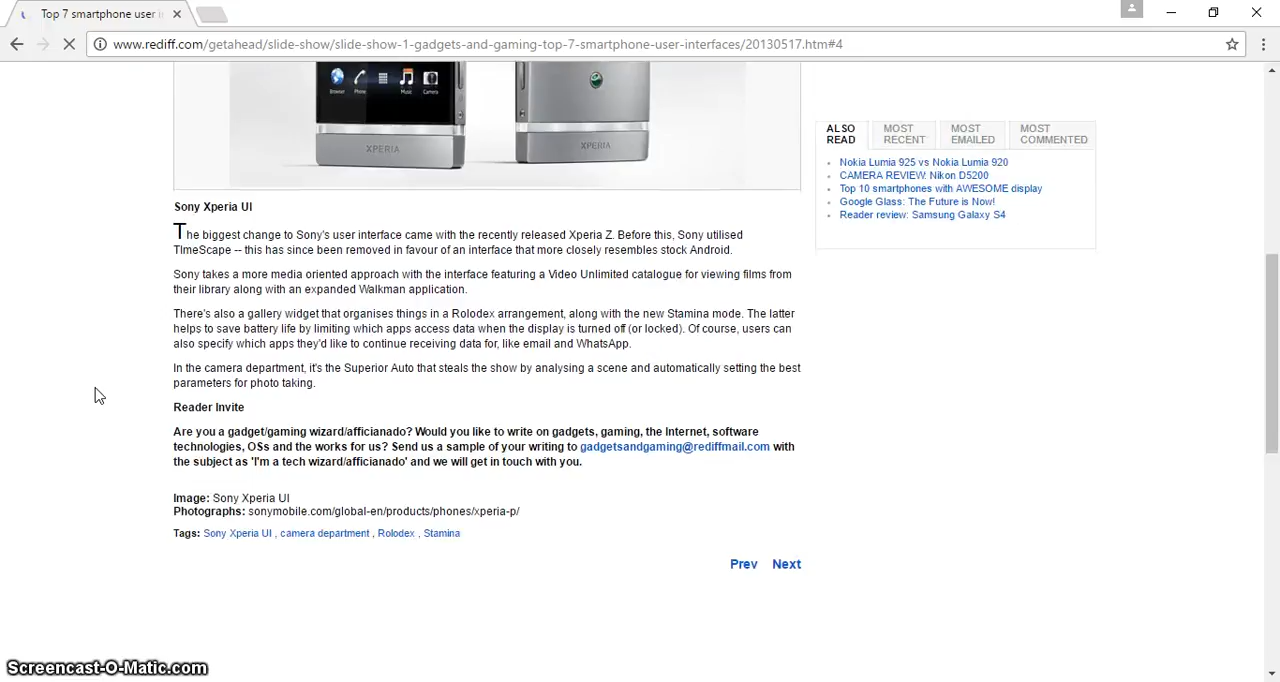 Top 7 smartphone user i
www.rediff.com/getahead/slide-show/slide-show-1-gadgets-and-gaming-top-7-smartphone-user-interfaces/20130517.htm#4
Browser Phone Music Camera
XPERIA
XPERIA
ALSO READ
MOST RECENT
MOST EMAILED
MOST COMMENTED
Nokia Lumia 925 vs Nokia Lumia 920
CAMERA REVIEW: Nikon D5200
Top 10 smartphones with AWESOME display
Google Glass: The Future is Now!
Reader review: Samsung Galaxy S4
Sony Xperia UI
The biggest change to Sony's user interface came with the recently released Xperia Z. Before this, Sony utilised
TImeScape -- this has since been removed in favour of an interface that more closely resembles stock Android.
Sony takes a more media oriented approach with the interface featuring a Video Unlimited catalogue for viewing films from
their library along with an expanded Walkman application.
There's also a gallery widget that organises things in a Rolodex arrangement, along with the new Stamina mode. The latter
helps to save battery life by limiting which apps access data when the display is turned off (or locked). Of course, users can
also specify which apps they'd like to continue receiving data for, like email and WhatsApp.
In the camera department, it's the Superior Auto that steals the show by analysing a scene and automatically setting the best
parameters for photo taking.
Reader Invite
Are you a gadget/gaming wizard/afficianado? Would you like to write on gadgets, gaming, the Internet, software
technologies, OSs and the works for us? Send us a sample of your writing to gadgetsandgaming@rediffmail.com with
the subject as 'I'm a tech wizard/afficianado' and we will get in touch with you.
Image: Sony Xperia UI
Photographs: sonymobile.com/global-en/products/phones/xperia-p/
Tags: Sony Xperia UI , camera department , Rolodex , Stamina
Prev Next
Screencast-O-Matic.com